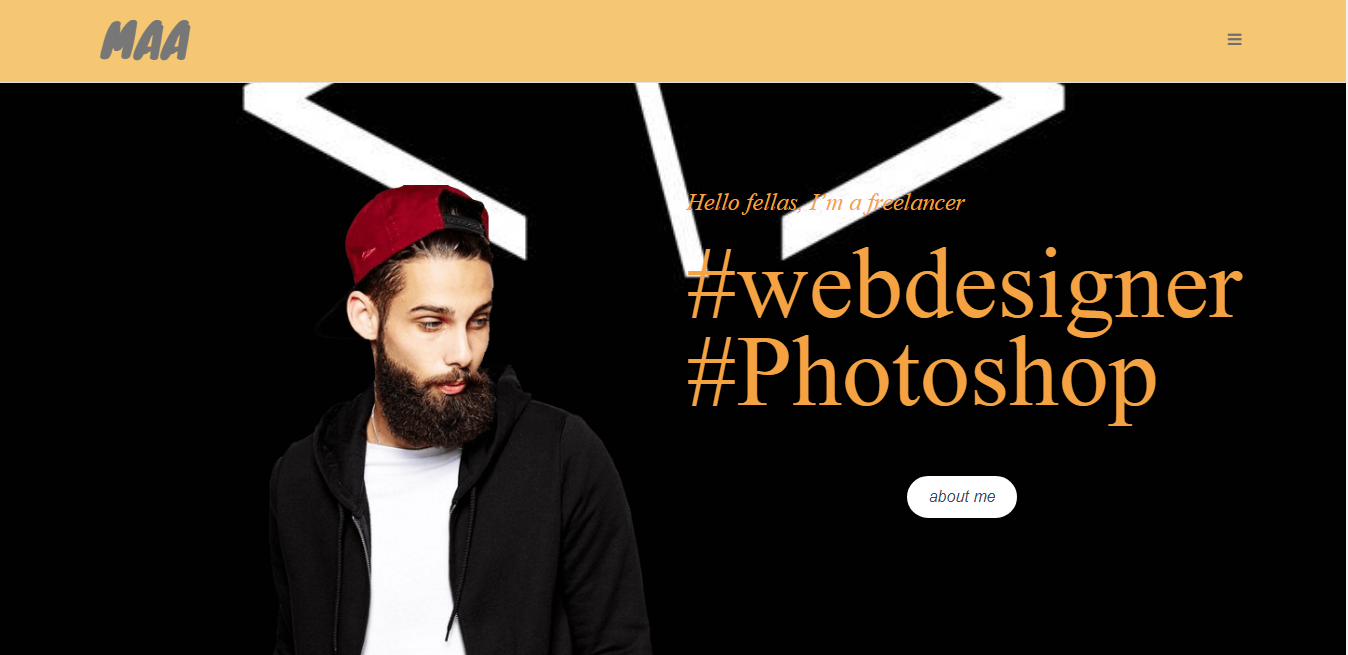 MAA
Hello fellas, I'm a freelancer
#webdesigner
#Photoshop
about me